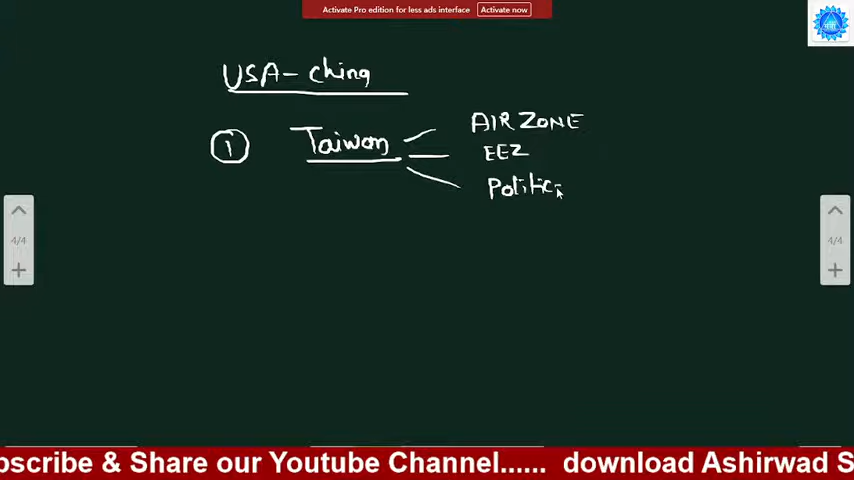 Activate Pro edition for less ads interface Activate now
USA - China
1 Taiwan
AIR ZONE
EEZ
Politics
4/4
4/4
bscribe & Share our Youtube Channel...... download Ashirwad S